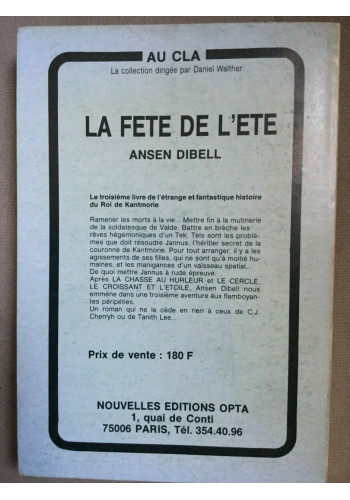 AU CLA
La collection dirigée par Daniel Walther
LA FETE DE L'ETE
ANSEN DIBELL
Le troisième livre de l'étrange et fantastique histoire
du Roi de Kantmorie
Ramener les morts à la vie... Mettre fin à la mutinerie
de la soldatesque de Valde. Battre en brèche les
rêves hégémoniques d'un Tek. Tels sont les problè-
mes que doit résoudre Jannus, l'héritier secret de la
couronne de Kantmorie. Pour tout arranger, il y a les
agissements de ses filles, qui ne sont qu'à moitié hu-
maines, et les manigances d'un vaisseau spatial...
De quoi mettre Jannus à rude épreuve.
Après LA CHASSE AU HURLEUR et LE CERCLE,
LE CROISSANT ET L'ETOILE, Ansen Dibell nous
emmène dans une troisième aventure aux flamboyan-
tes péripéties.
Un roman qui ne le cède en rien à ceux de C.J.
Cherryh ou de Tanith Lee...
Prix de vente : 180 F
NOUVELLES EDITIONS OPTA
1, quai de Conti
75006 PARIS, Tél. 354.40.96